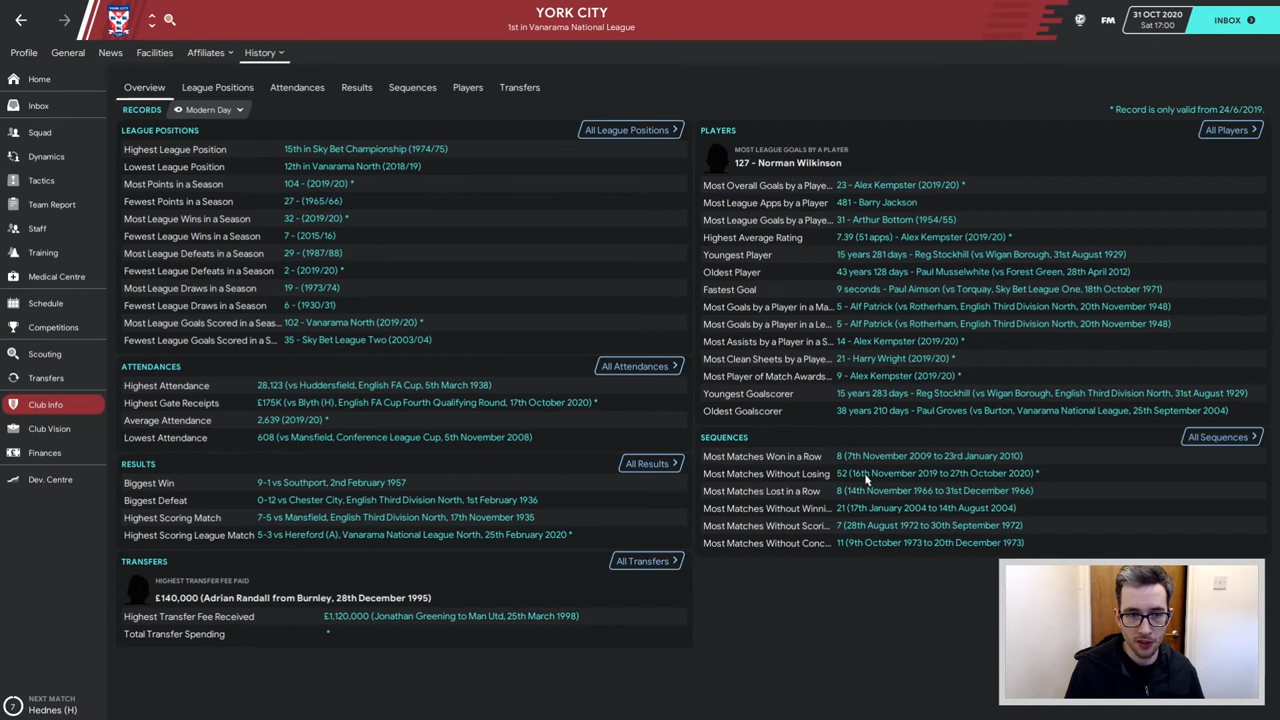 YORK CITY
1st in Vanarama National League
31 OCT 2020
Sat 17:00
FM
INBOX
Profile
General
News
Facilities
Affiliates
History
Home
Inbox
Squad
Dynamics
Tactics
Team Report
Staff
Training
Medical Centre
Schedule
Competitions
Scouting
Transfers
Club Info
Club Vision
Finances
Dev. Centre
NEXT MATCH
7 Hednes (H)
Overview
League Positions
Attendances
Results
Sequences
Players
Transfers
RECORDS Modern Day
* Record is only valid from 24/6/2019.
LEAGUE POSITIONS All League Positions
Highest League Position 15th in Sky Bet Championship (1974/75)
Lowest League Position 12th in Vanarama North (2018/19)
Most Points in a Season 104 - (2019/20) *
Fewest Points in a Season 27 - (1965/66)
Most League Wins in a Season 32 - (2019/20) *
Fewest League Wins in a Season 7 - (2015/16)
Most League Defeats in a Season 29 - (1987/88)
Fewest League Defeats in a Season 2 - (2019/20) *
Most League Draws in a Season 19 - (1973/74)
Fewest League Draws in a Season 6 - (1930/31)
Most League Goals Scored in a Seas... 102 - Vanarama North (2019/20) *
Fewest League Goals Scored in a S... 35 - Sky Bet League Two (2003/04)
ATTENDANCES All Attendances
Highest Attendance 28,123 (vs Huddersfield, English FA Cup, 5th March 1938)
Highest Gate Receipts £175K (vs Blyth (H), English FA Cup Fourth Qualifying Round, 17th October 2020) *
Average Attendance 2,639 (2019/20) *
Lowest Attendance 608 (vs Mansfield, Conference League Cup, 5th November 2008)
RESULTS All Results
Biggest Win 9-1 vs Southport, 2nd February 1957
Biggest Defeat 0-12 vs Chester City, English Third Division North, 1st February 1936
Highest Scoring Match 7-5 vs Mansfield, English Third Division North, 17th November 1935
Highest Scoring League Match 5-3 vs Hereford (A), Vanarama National League North, 25th February 2020 *
TRANSFERS All Transfers
HIGHEST TRANSFER FEE PAID
£140,000 (Adrian Randall from Burnley, 28th December 1995)
Highest Transfer Fee Received £1,120,000 (Jonathan Greening to Man Utd, 25th March 1998)
Total Transfer Spending *
PLAYERS All Players
MOST LEAGUE GOALS BY A PLAYER
127 - Norman Wilkinson
Most Overall Goals by a Playe... 23 - Alex Kempster (2019/20) *
Most League Apps by a Player 481 - Barry Jackson
Most League Goals by a Playe... 31 - Arthur Bottom (1954/55)
Highest Average Rating 7.39 (51 apps) - Alex Kempster (2019/20) *
Youngest Player 15 years 281 days - Reg Stockhill (vs Wigan Borough, 31st August 1929)
Oldest Player 43 years 128 days - Paul Musselwhite (vs Forest Green, 28th April 2012)
Fastest Goal 9 seconds - Paul Aimson (vs Torquay, Sky Bet League One, 18th October 1971)
Most Goals by a Player in a Ma... 5 - Alf Patrick (vs Rotherham, English Third Division North, 20th November 1948)
Most Goals by a Player in a Le... 5 - Alf Patrick (vs Rotherham, English Third Division North, 20th November 1948)
Most Assists by a Player in a S... 14 - Alex Kempster (2019/20) *
Most Clean Sheets by a Playe... 21 - Harry Wright (2019/20) *
Most Player of Match Awards... 9 - Alex Kempster (2019/20) *
Youngest Goalscorer 15 years 283 days - Reg Stockhill (vs Wigan Borough, English Third Division North, 31st August 1929)
Oldest Goalscorer 38 years 210 days - Paul Groves (vs Burton, Vanarama National League, 25th September 2004)
SEQUENCES All Sequences
Most Matches Won in a Row 8 (7th November 2009 to 23rd January 2010)
Most Matches Without Losing 52 (16th November 2019 to 27th October 2020) *
Most Matches Lost in a Row 8 (14th November 1966 to 31st December 1966)
Most Matches Without Winni... 21 (17th January 2004 to 14th August 2004)
Most Matches Without Scori... 7 (28th August 1972 to 30th September 1972)
Most Matches Without Conc... 11 (9th October 1973 to 20th December 1973)